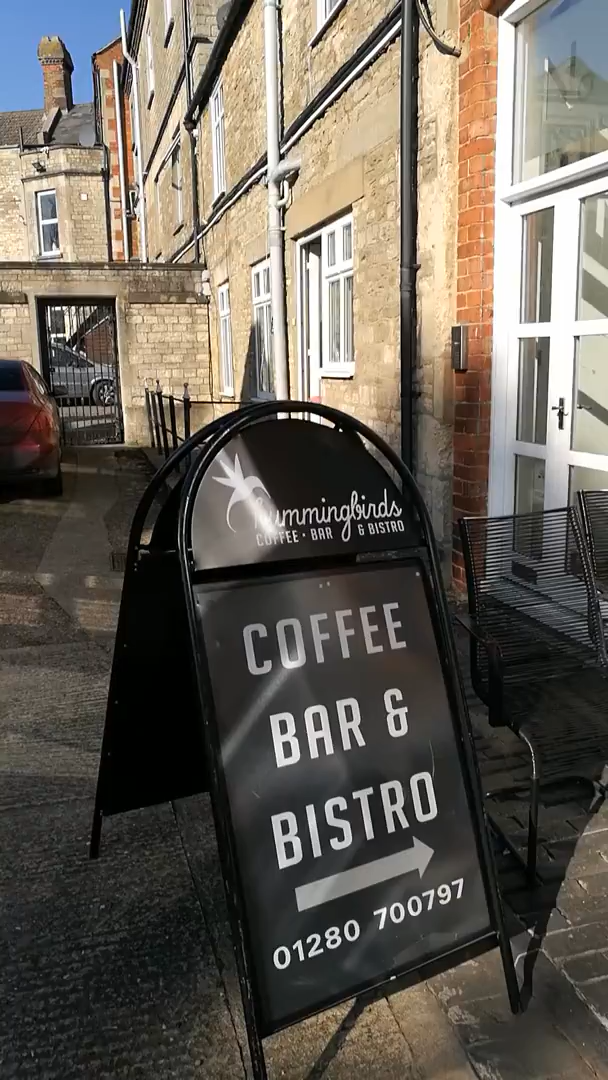 hummingbirds
COFFEE • BAR & BISTRO
COFFEE
BAR &
BISTRO
01280 700797